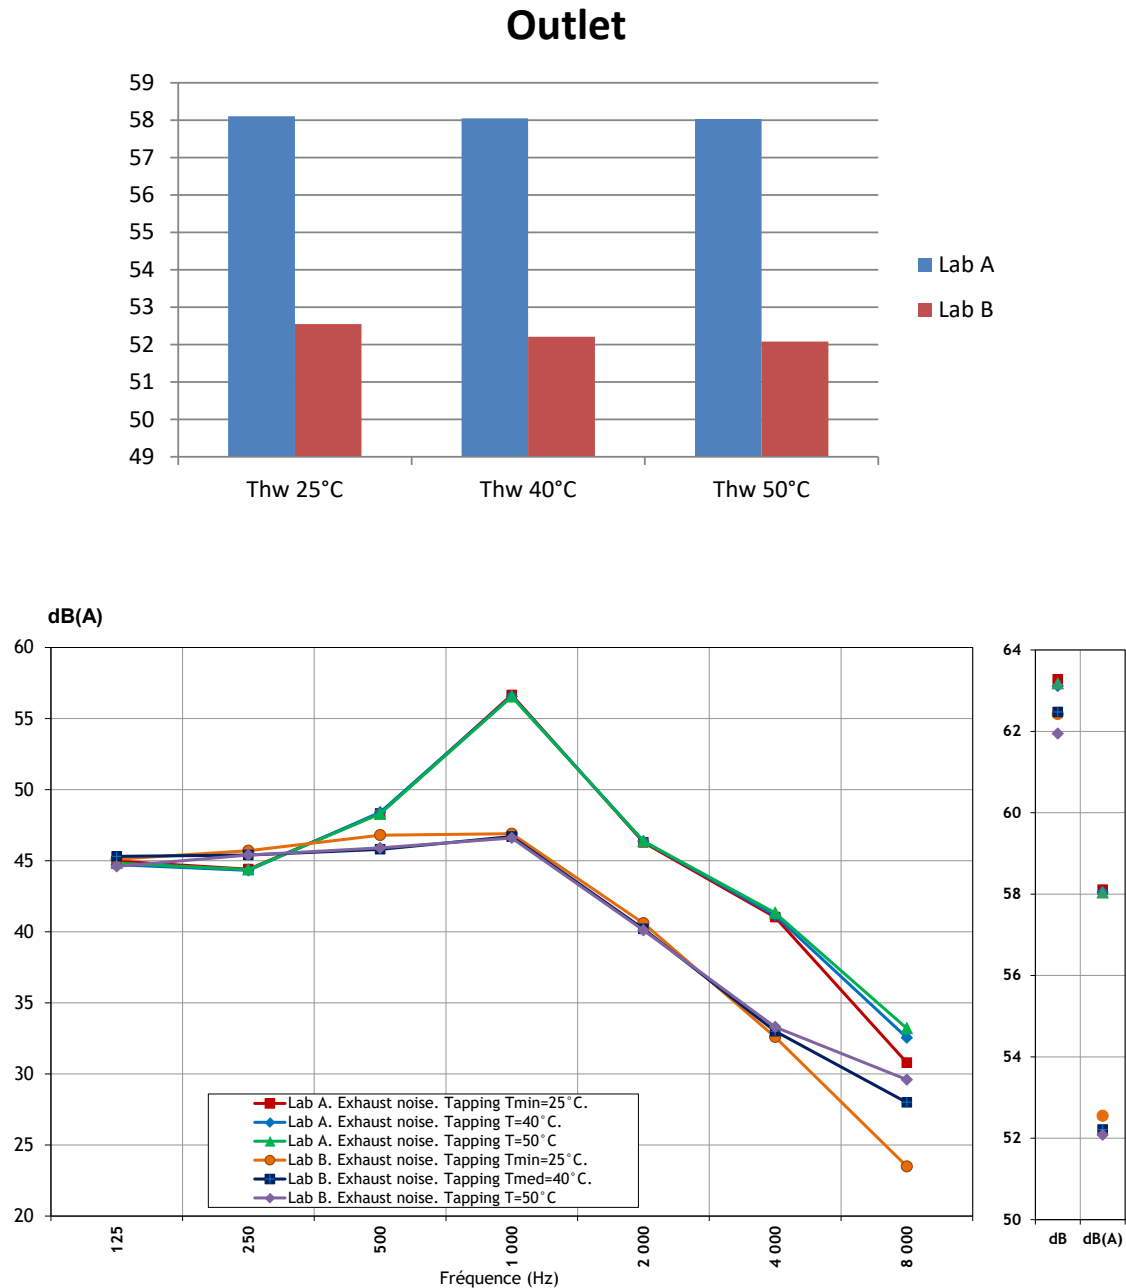 Outlet
59
58
57
56
55
54
53
52
51
50
49
Thw 25°C Thw 40°C Thw 50°C
Lab A
Lab B
dB(A)
60
55
50
45
40
35
30
25
20
Lab A. Exhaust noise. Tapping Tmin=25°C.
Lab A. Exhaust noise. Tapping T=40°C.
Lab A. Exhaust noise. Tapping T=50°C
Lab B. Exhaust noise. Tapping Tmin=25°C.
Lab B. Exhaust noise. Tapping Tmed=40°C.
Lab B. Exhaust noise. Tapping T=50°C
125 250 500 1 000 2 000 4 000 8 000
Fréquence (Hz)
64
62
60
58
56
54
52
50
dB dB(A)